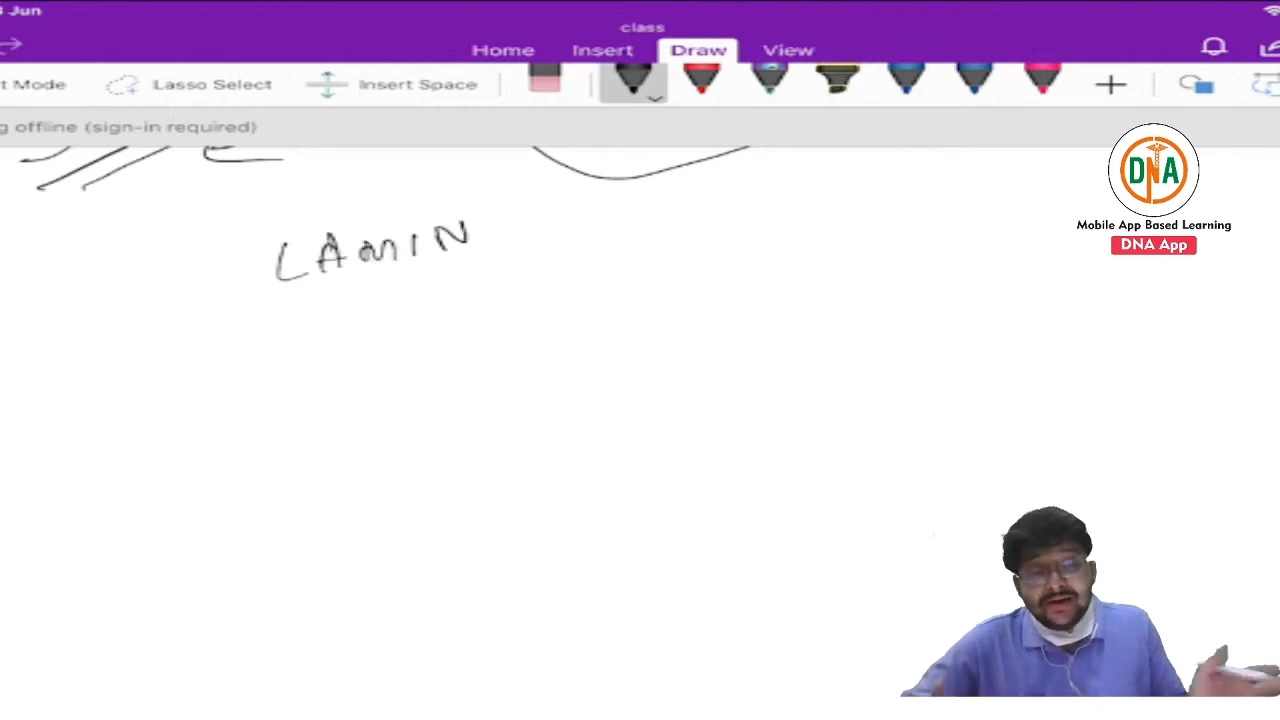 Jun
class
Home Insert Draw View
Mode Lasso Select Insert Space
offline (sign-in required)
DNA
Mobile App Based Learning
DNA App
LAMIN